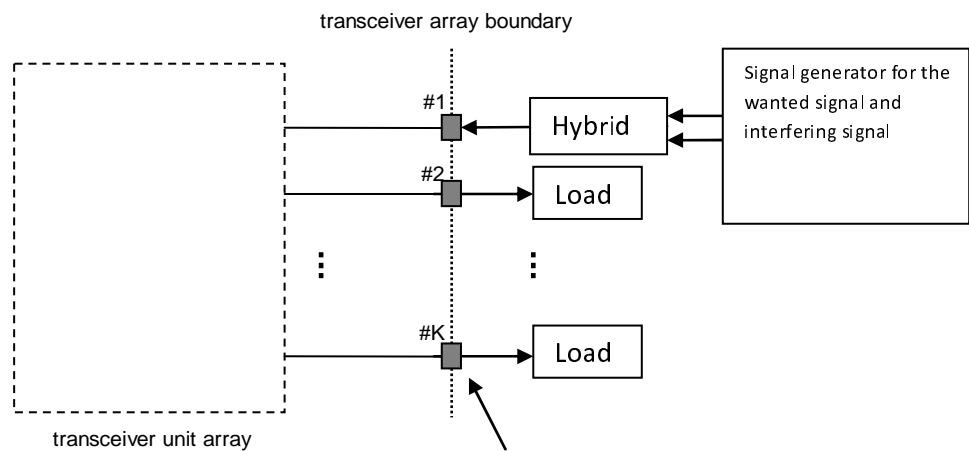 transceiver array boundary
Signal generator for the
wanted signal and
interfering signal
#1
Hybrid
#2
Load
⋮
⋮
#K
Load
transceiver unit array